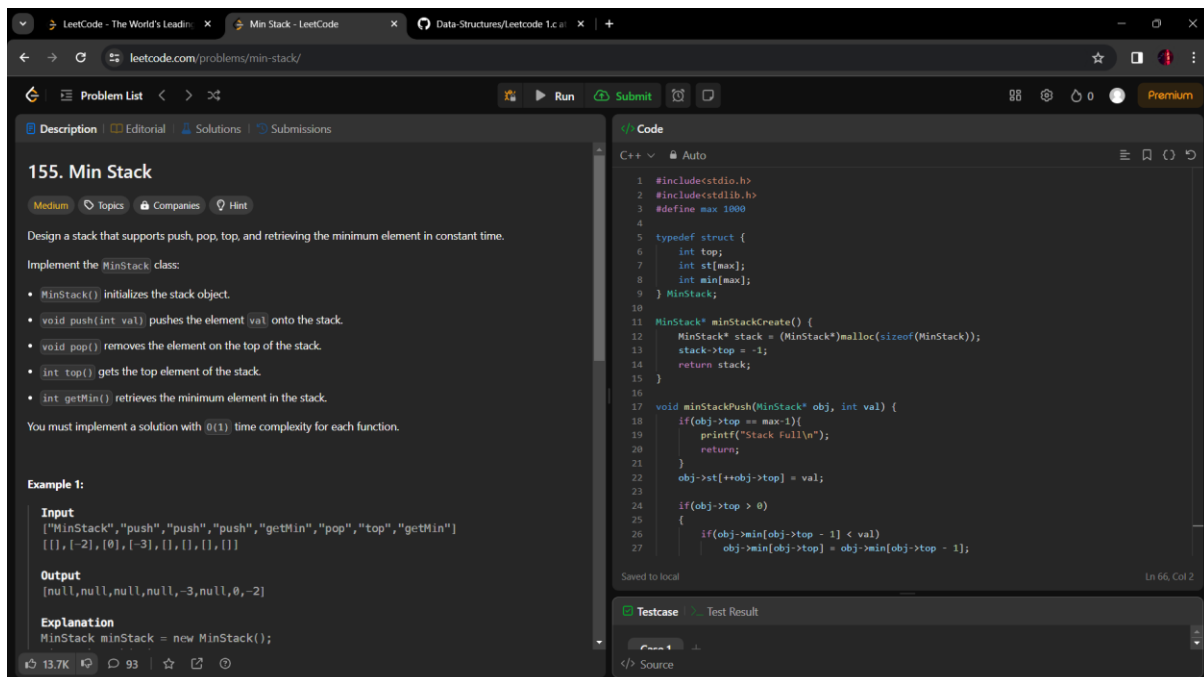 LeetCode - The World's Leading
Min Stack - LeetCode
Data-Structures/Leetcode 1.c at
leetcode.com/problems/min-stack/
Problem List
Run
Submit
0
Premium
Description
Editorial
Solutions
Submissions
155. Min Stack
Medium
Topics
Companies
Hint
Design a stack that supports push, pop, top, and retrieving the minimum element in constant time.
Implement the MinStack class:
• MinStack() initializes the stack object.
• void push(int val) pushes the element val onto the stack.
• void pop() removes the element on the top of the stack.
• int top() gets the top element of the stack.
• int getMin() retrieves the minimum element in the stack.
You must implement a solution with O(1) time complexity for each function.
Example 1:
Input
["MinStack","push","push","push","getMin","pop","top","getMin"]
[[],[-2],[0],[-3],[],[],[],[]]
Output
[null,null,null,null,-3,null,0,-2]
Explanation
MinStack minStack = new MinStack();
13.7K
93
</> Code
C++
Auto
1 #include<stdio.h>
2 #include<stdlib.h>
3 #define max 1000
4
5 typedef struct {
6 int top;
7 int st[max];
8 int min[max];
9 } MinStack;
10
11 MinStack* minStackCreate() {
12 MinStack* stack = (MinStack*)malloc(sizeof(MinStack));
13 stack->top = -1;
14 return stack;
15 }
16
17 void minStackPush(MinStack* obj, int val) {
18 if(obj->top == max-1){
19 printf("Stack Full\n");
20 return;
21 }
22 obj->st[++obj->top] = val;
23
24 if(obj->top > 0)
25 {
26 if(obj->min[obj->top - 1] < val)
27 obj->min[obj->top] = obj->min[obj->top - 1];
Saved to local
Ln 66, Col 2
Testcase
>_ Test Result
Case 1
</> Source